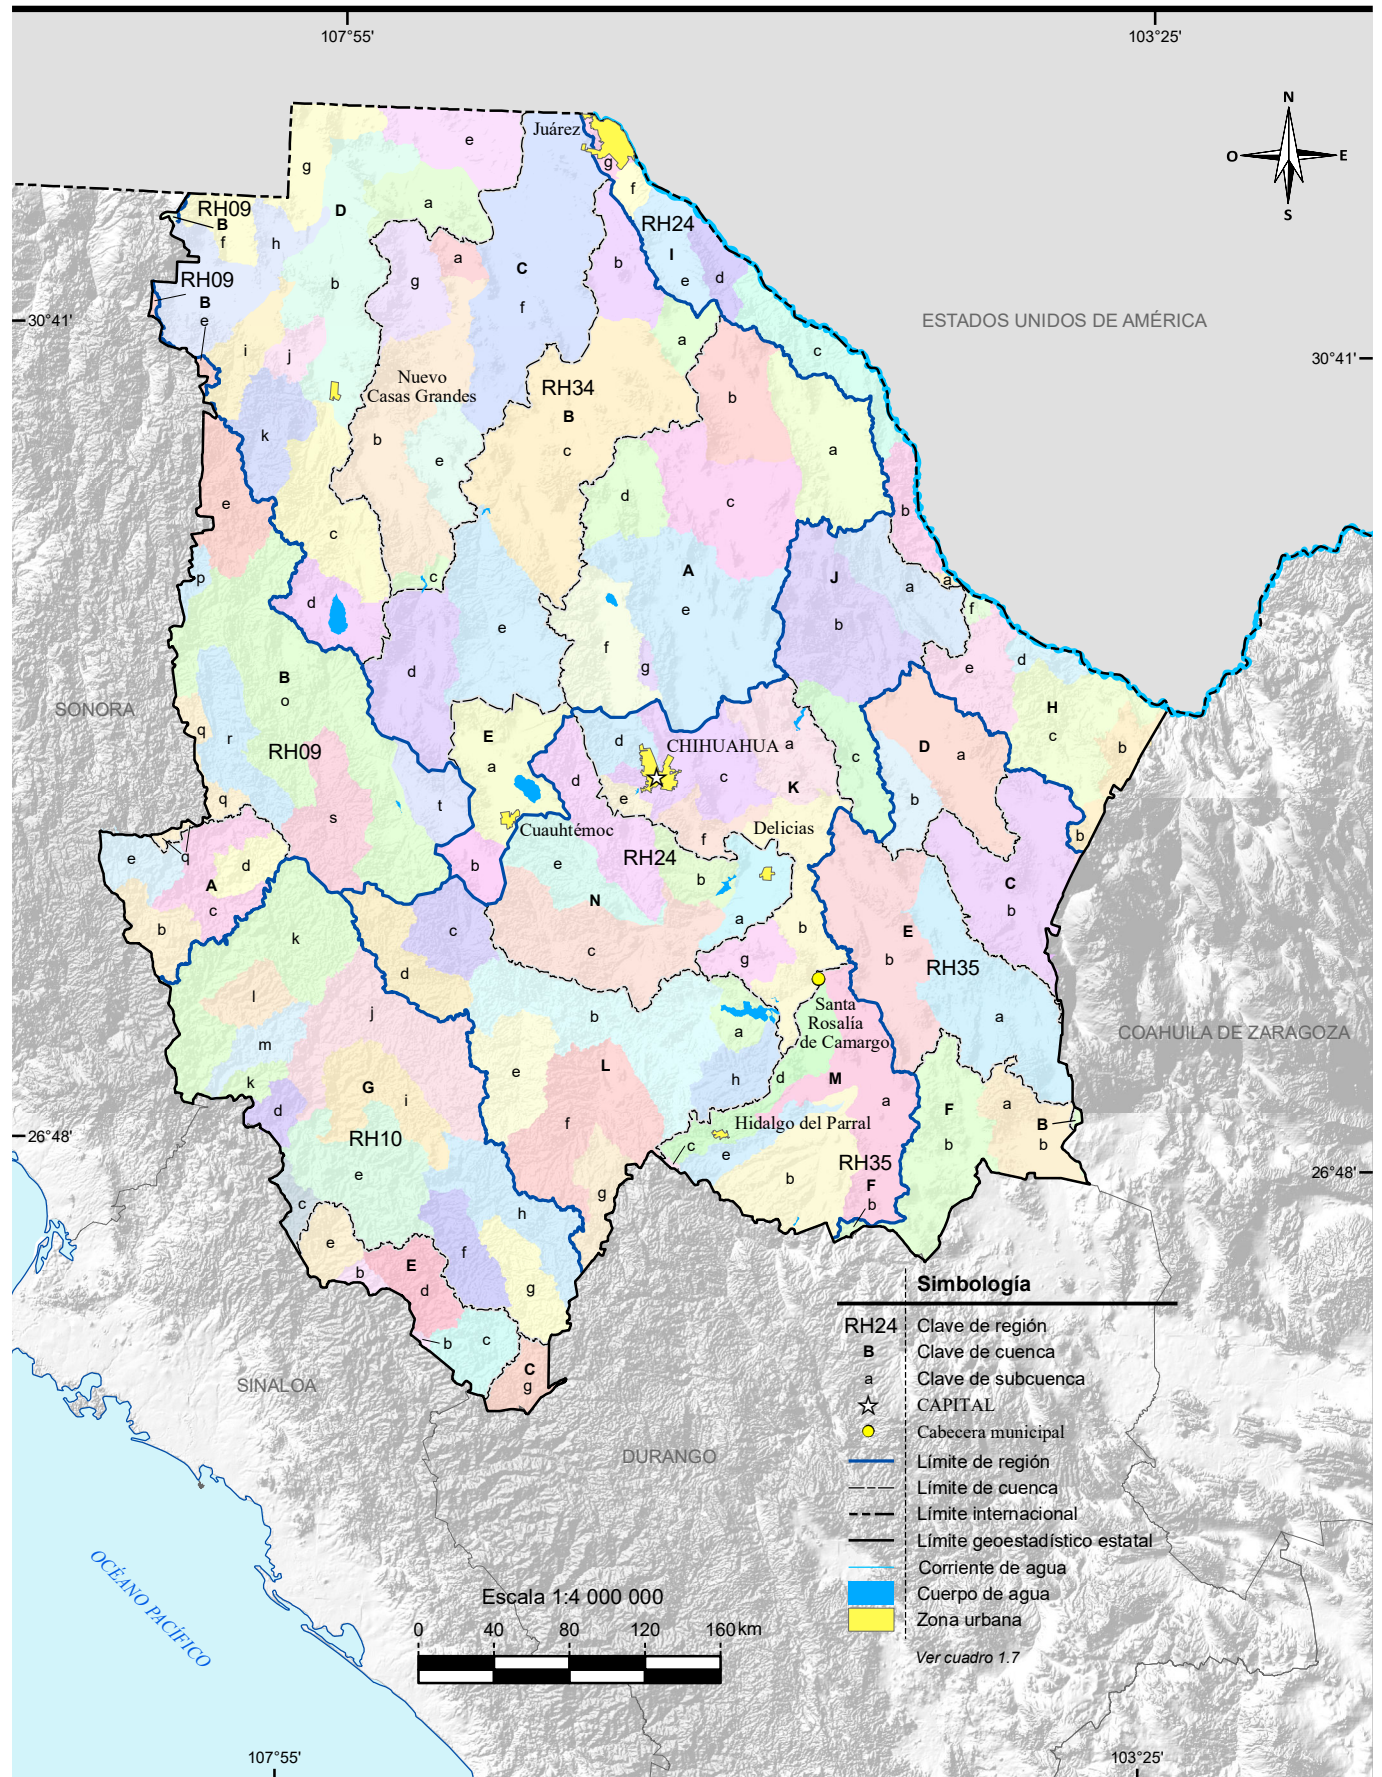 107°55'
103°25'
N
O
E
S
Juárez
e
g
g
f
a
RH09
B
f
h
D
RH24
I
b
e
d
a
C
g
b
f
RH09
B
e
ESTADOS UNIDOS DE AMÉRICA
30°41'
30°41'
i
j
a
c
Nuevo
Casas Grandes
RH34
B
b
k
b
e
c
a
d
c
b
e
c
A
J
p
c
a
a
d
e
e
b
f
f
g
d
e
d
B
o
H
SONORA
q
r
RH09
E
a
d
CHIHUAHUA
a
c
D
a
c
b
d
c
K
e
b
q
t
s
Cuauhtémoc
f
Delicias
b
e
q
d
b
e
RH24
b
A
c
N
C
b
a
b
b
k
c
c
g
E
b
RH35
d
l
Santa
Rosalía
de Camargo
j
b
a
a
COAHUILA DE ZARAGOZA
m
e
L
h
d
M
k
G
i
a
F
a
B
d
f
Hidalgo del Parral
26°48'
RH10
c
e
b
b
e
RH35
26°48'
g
b
F
c
h
b
e
f
b
E
d
g
Simbología
b
c
RH24 Clave de región
B Clave de cuenca
C
g
a Clave de subcuenca
SINALOA
CAPITAL
Cabecera municipal
DURANGO
Límite de región
Límite de cuenca
Límite internacional
Límite geoestadístico estatal
OCÉANO PACÍFICO
Corriente de agua
Escala 1:4 000 000
Cuerpo de agua
Zona urbana
0 40 80 120 160 km
Ver cuadro 1.7
107°55'
103°25'